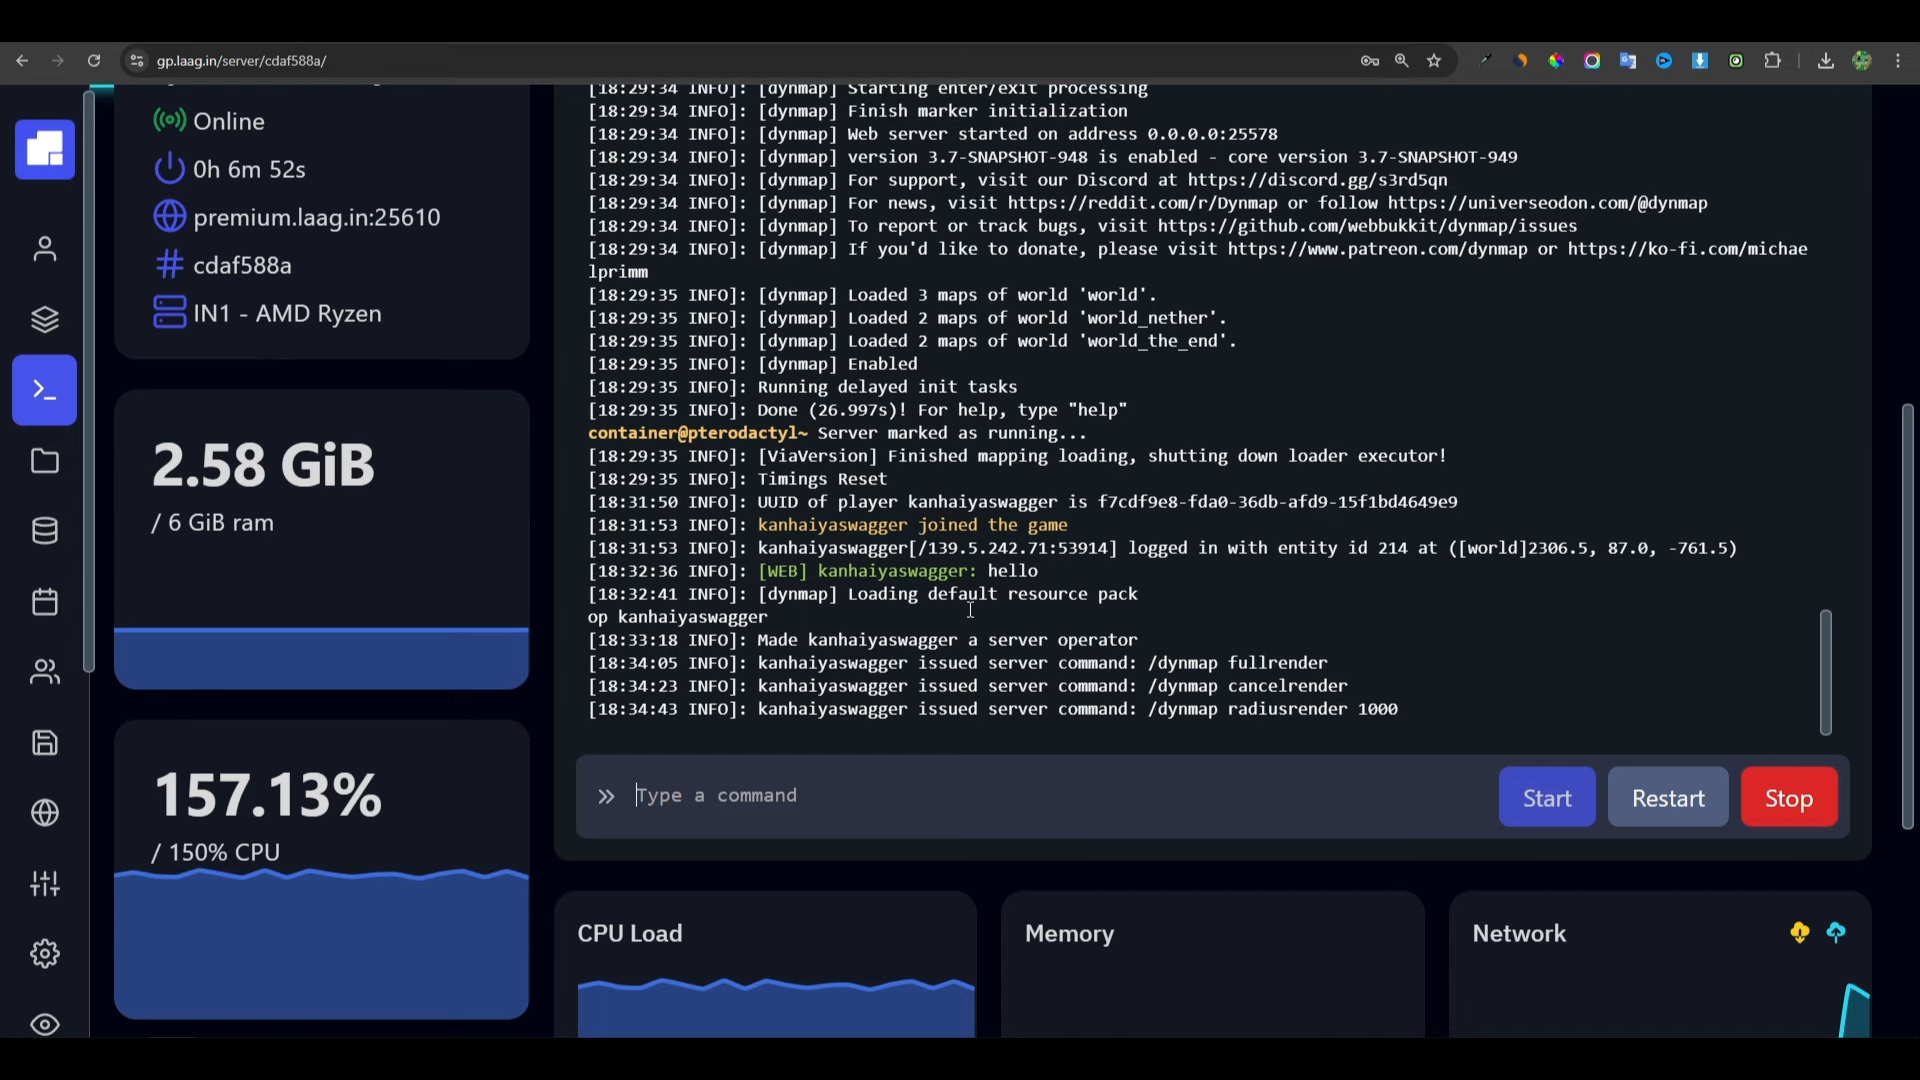 gp.laag.in/server/cdaf588a/
Online
0h 6m 52s
premium.laag.in:25610
cdaf588a
IN1 - AMD Ryzen
2.58 GiB
/ 6 GiB ram
157.13%
/ 150% CPU
[18:29:34 INFO]: [dynmap] Starting enter/exit processing
[18:29:34 INFO]: [dynmap] Finish marker initialization
[18:29:34 INFO]: [dynmap] Web server started on address 0.0.0.0:25578
[18:29:34 INFO]: [dynmap] version 3.7-SNAPSHOT-948 is enabled - core version 3.7-SNAPSHOT-949
[18:29:34 INFO]: [dynmap] For support, visit our Discord at https://discord.gg/s3rd5qn
[18:29:34 INFO]: [dynmap] For news, visit https://reddit.com/r/Dynmap or follow https://universeodon.com/@dynmap
[18:29:34 INFO]: [dynmap] To report or track bugs, visit https://github.com/webbukkit/dynmap/issues
[18:29:34 INFO]: [dynmap] If you'd like to donate, please visit https://www.patreon.com/dynmap or https://ko-fi.com/michae
lprimm
[18:29:35 INFO]: [dynmap] Loaded 3 maps of world 'world'.
[18:29:35 INFO]: [dynmap] Loaded 2 maps of world 'world_nether'.
[18:29:35 INFO]: [dynmap] Loaded 2 maps of world 'world_the_end'.
[18:29:35 INFO]: [dynmap] Enabled
[18:29:35 INFO]: Running delayed init tasks
[18:29:35 INFO]: Done (26.997s)! For help, type "help"
container@pterodactyl~ Server marked as running...
[18:29:35 INFO]: [ViaVersion] Finished mapping loading, shutting down loader executor!
[18:29:35 INFO]: Timings Reset
[18:31:50 INFO]: UUID of player kanhaiyaswagger is f7cdf9e8-fda0-36db-afd9-15f1bd4649e9
[18:31:53 INFO]: kanhaiyaswagger joined the game
[18:31:53 INFO]: kanhaiyaswagger[/139.5.242.71:53914] logged in with entity id 214 at ([world]2306.5, 87.0, -761.5)
[18:32:36 INFO]: [WEB] kanhaiyaswagger: hello
[18:32:41 INFO]: [dynmap] Loading default resource pack
op kanhaiyaswagger
[18:33:18 INFO]: Made kanhaiyaswagger a server operator
[18:34:05 INFO]: kanhaiyaswagger issued server command: /dynmap fullrender
[18:34:23 INFO]: kanhaiyaswagger issued server command: /dynmap cancelrender
[18:34:43 INFO]: kanhaiyaswagger issued server command: /dynmap radiusrender 1000
Type a command
Start
Restart
Stop
CPU Load
Memory
Network